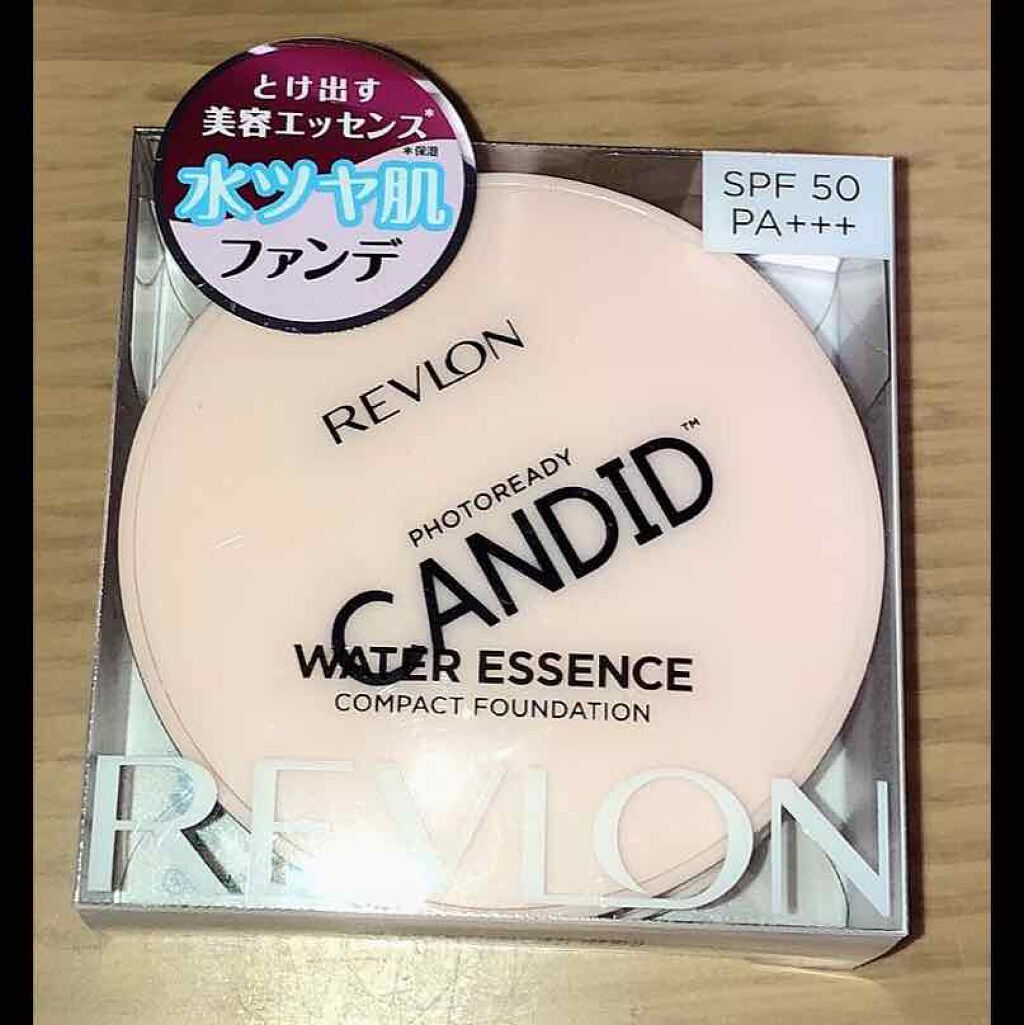 とけ出す
美容エッセンス*
*保湿
水ツヤ肌
ファンデ
SPF 50
PA+++
REVLON
PHOTOREADY
CANDID™
WATER ESSENCE
COMPACT FOUNDATION
REVLON